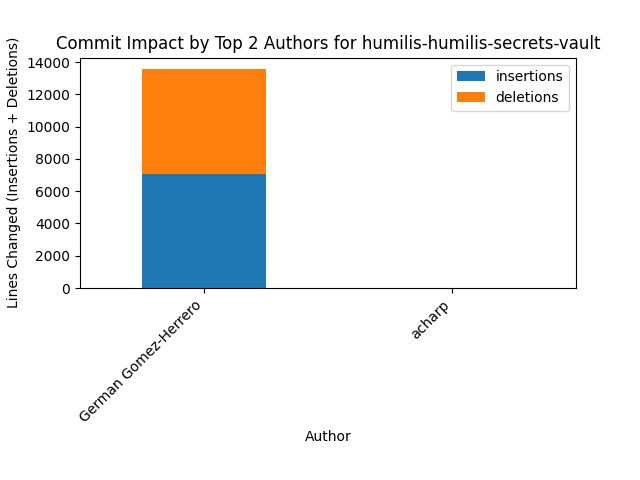 Commit Impact by Top 2 Authors for humilis-humilis-secrets-vault
Lines Changed (Insertions + Deletions)
14000
12000
10000
8000
6000
4000
2000
0
insertions
deletions
German Gomez-Herrero
acharp
Author